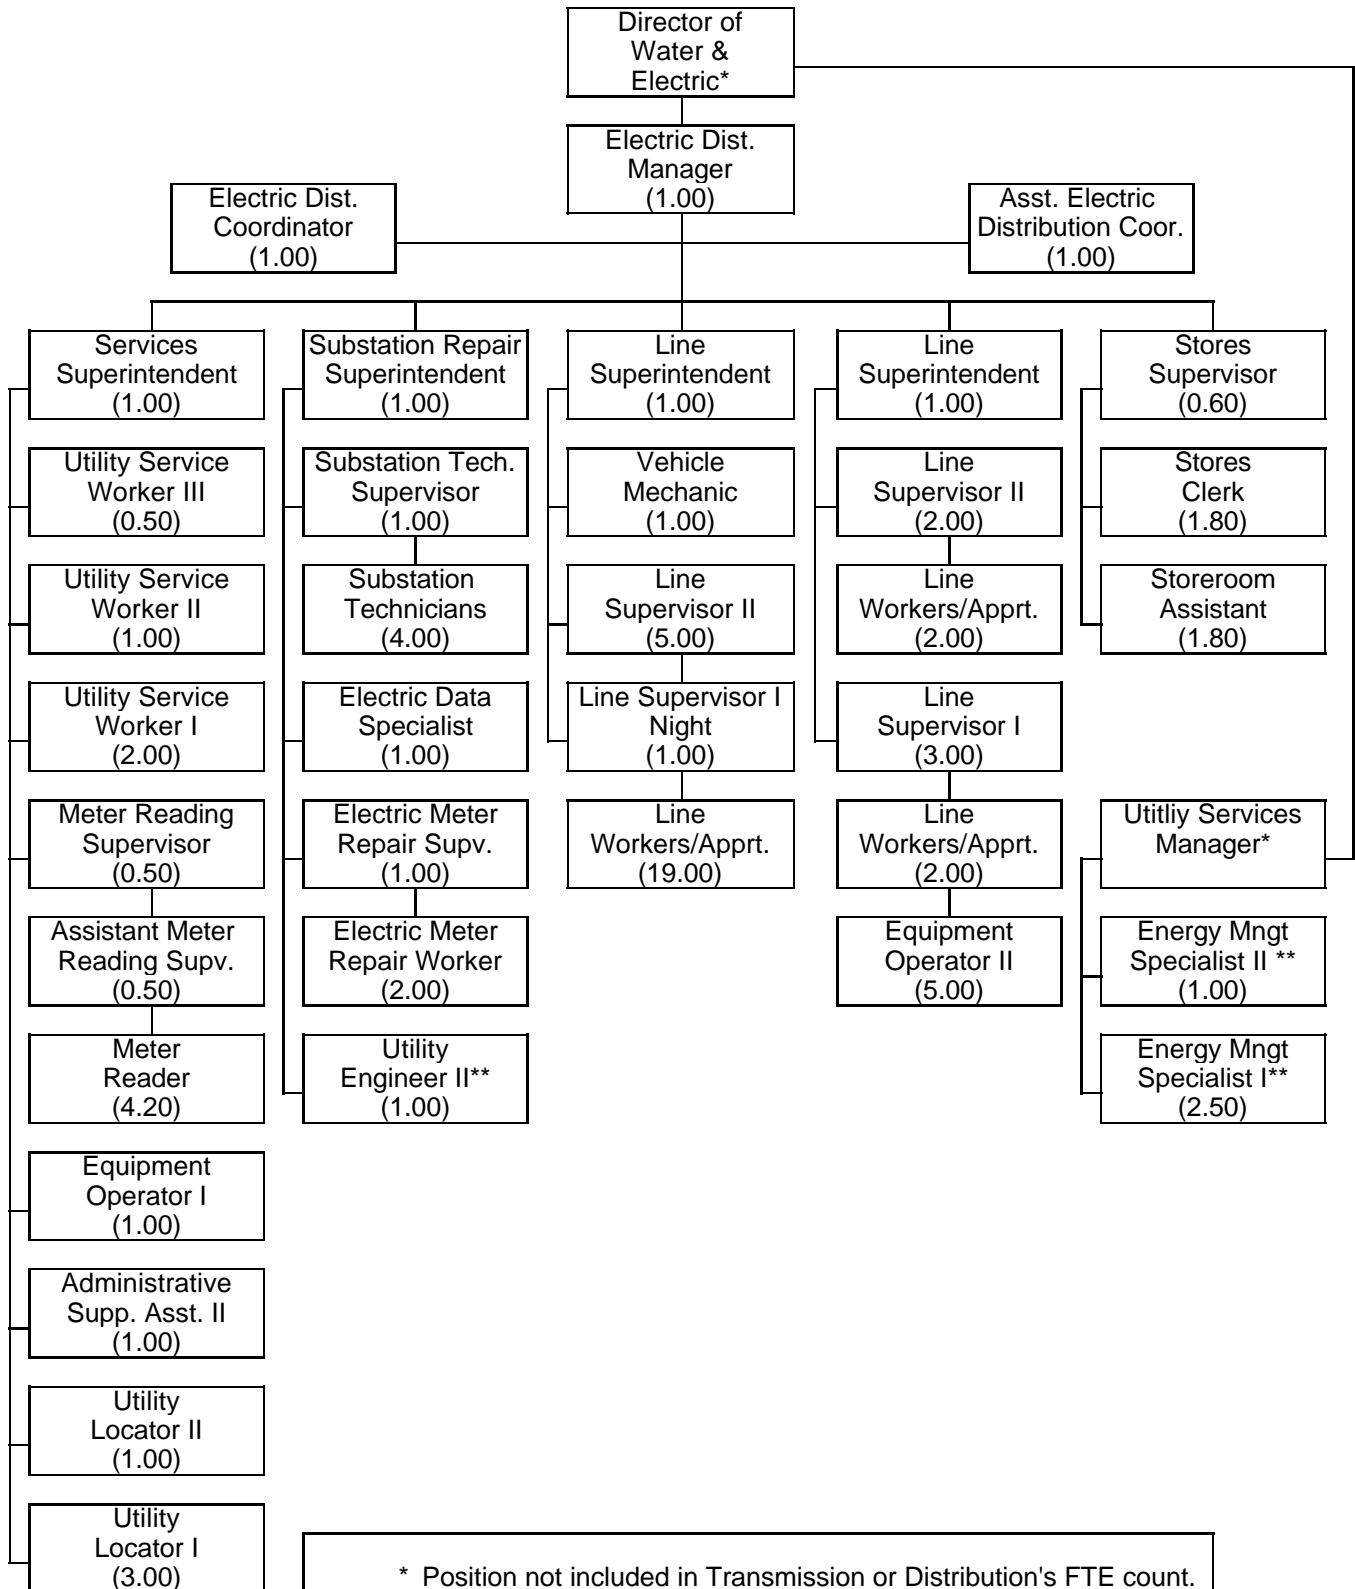 Director of
Water &
Electric*
Electric Dist.
Manager
(1.00)
Electric Dist.
Coordinator
(1.00)
Asst. Electric
Distribution Coor.
(1.00)
Services
Superintendent
(1.00)
Utility Service
Worker III
(0.50)
Utility Service
Worker II
(1.00)
Utility Service
Worker I
(2.00)
Meter Reading
Supervisor
(0.50)
Assistant Meter
Reading Supv.
(0.50)
Meter
Reader
(4.20)
Equipment
Operator I
(1.00)
Administrative
Supp. Asst. II
(1.00)
Utility
Locator II
(1.00)
Utility
Locator I
(3.00)
Substation Repair
Superintendent
(1.00)
Substation Tech.
Supervisor
(1.00)
Substation
Technicians
(4.00)
Electric Data
Specialist
(1.00)
Electric Meter
Repair Supv.
(1.00)
Electric Meter
Repair Worker
(2.00)
Utility
Engineer II**
(1.00)
Line
Superintendent
(1.00)
Vehicle
Mechanic
(1.00)
Line
Supervisor II
(5.00)
Line Supervisor I
Night
(1.00)
Line
Workers/Apprt.
(19.00)
Line
Superintendent
(1.00)
Line
Supervisor II
(2.00)
Line
Workers/Apprt.
(2.00)
Line
Supervisor I
(3.00)
Line
Workers/Apprt.
(2.00)
Equipment
Operator II
(5.00)
Stores
Supervisor
(0.60)
Stores
Clerk
(1.80)
Storeroom
Assistant
(1.80)
Utitliy Services
Manager*
Energy Mngt
Specialist II **
(1.00)
Energy Mngt
Specialist I**
(2.50)
* Position not included in Transmission or Distribution's FTE count.